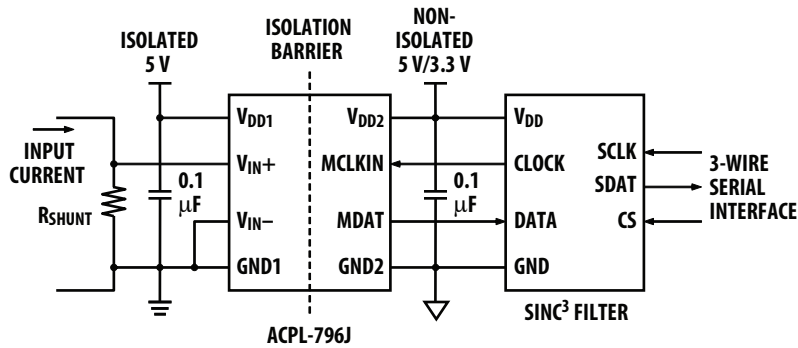 ISOLATED
5 V
ISOLATION
BARRIER
NON-
ISOLATED
5 V/3.3 V
INPUT
CURRENT
RSHUNT
0.1
μF
VDD1
VIN+
VIN–
GND1
VDD2
MCLKIN
MDAT
GND2
0.1
μF
VDD
CLOCK
DATA
GND
SCLK
SDAT
CS
3-WIRE
SERIAL
INTERFACE
ACPL-796J
SINC³ FILTER